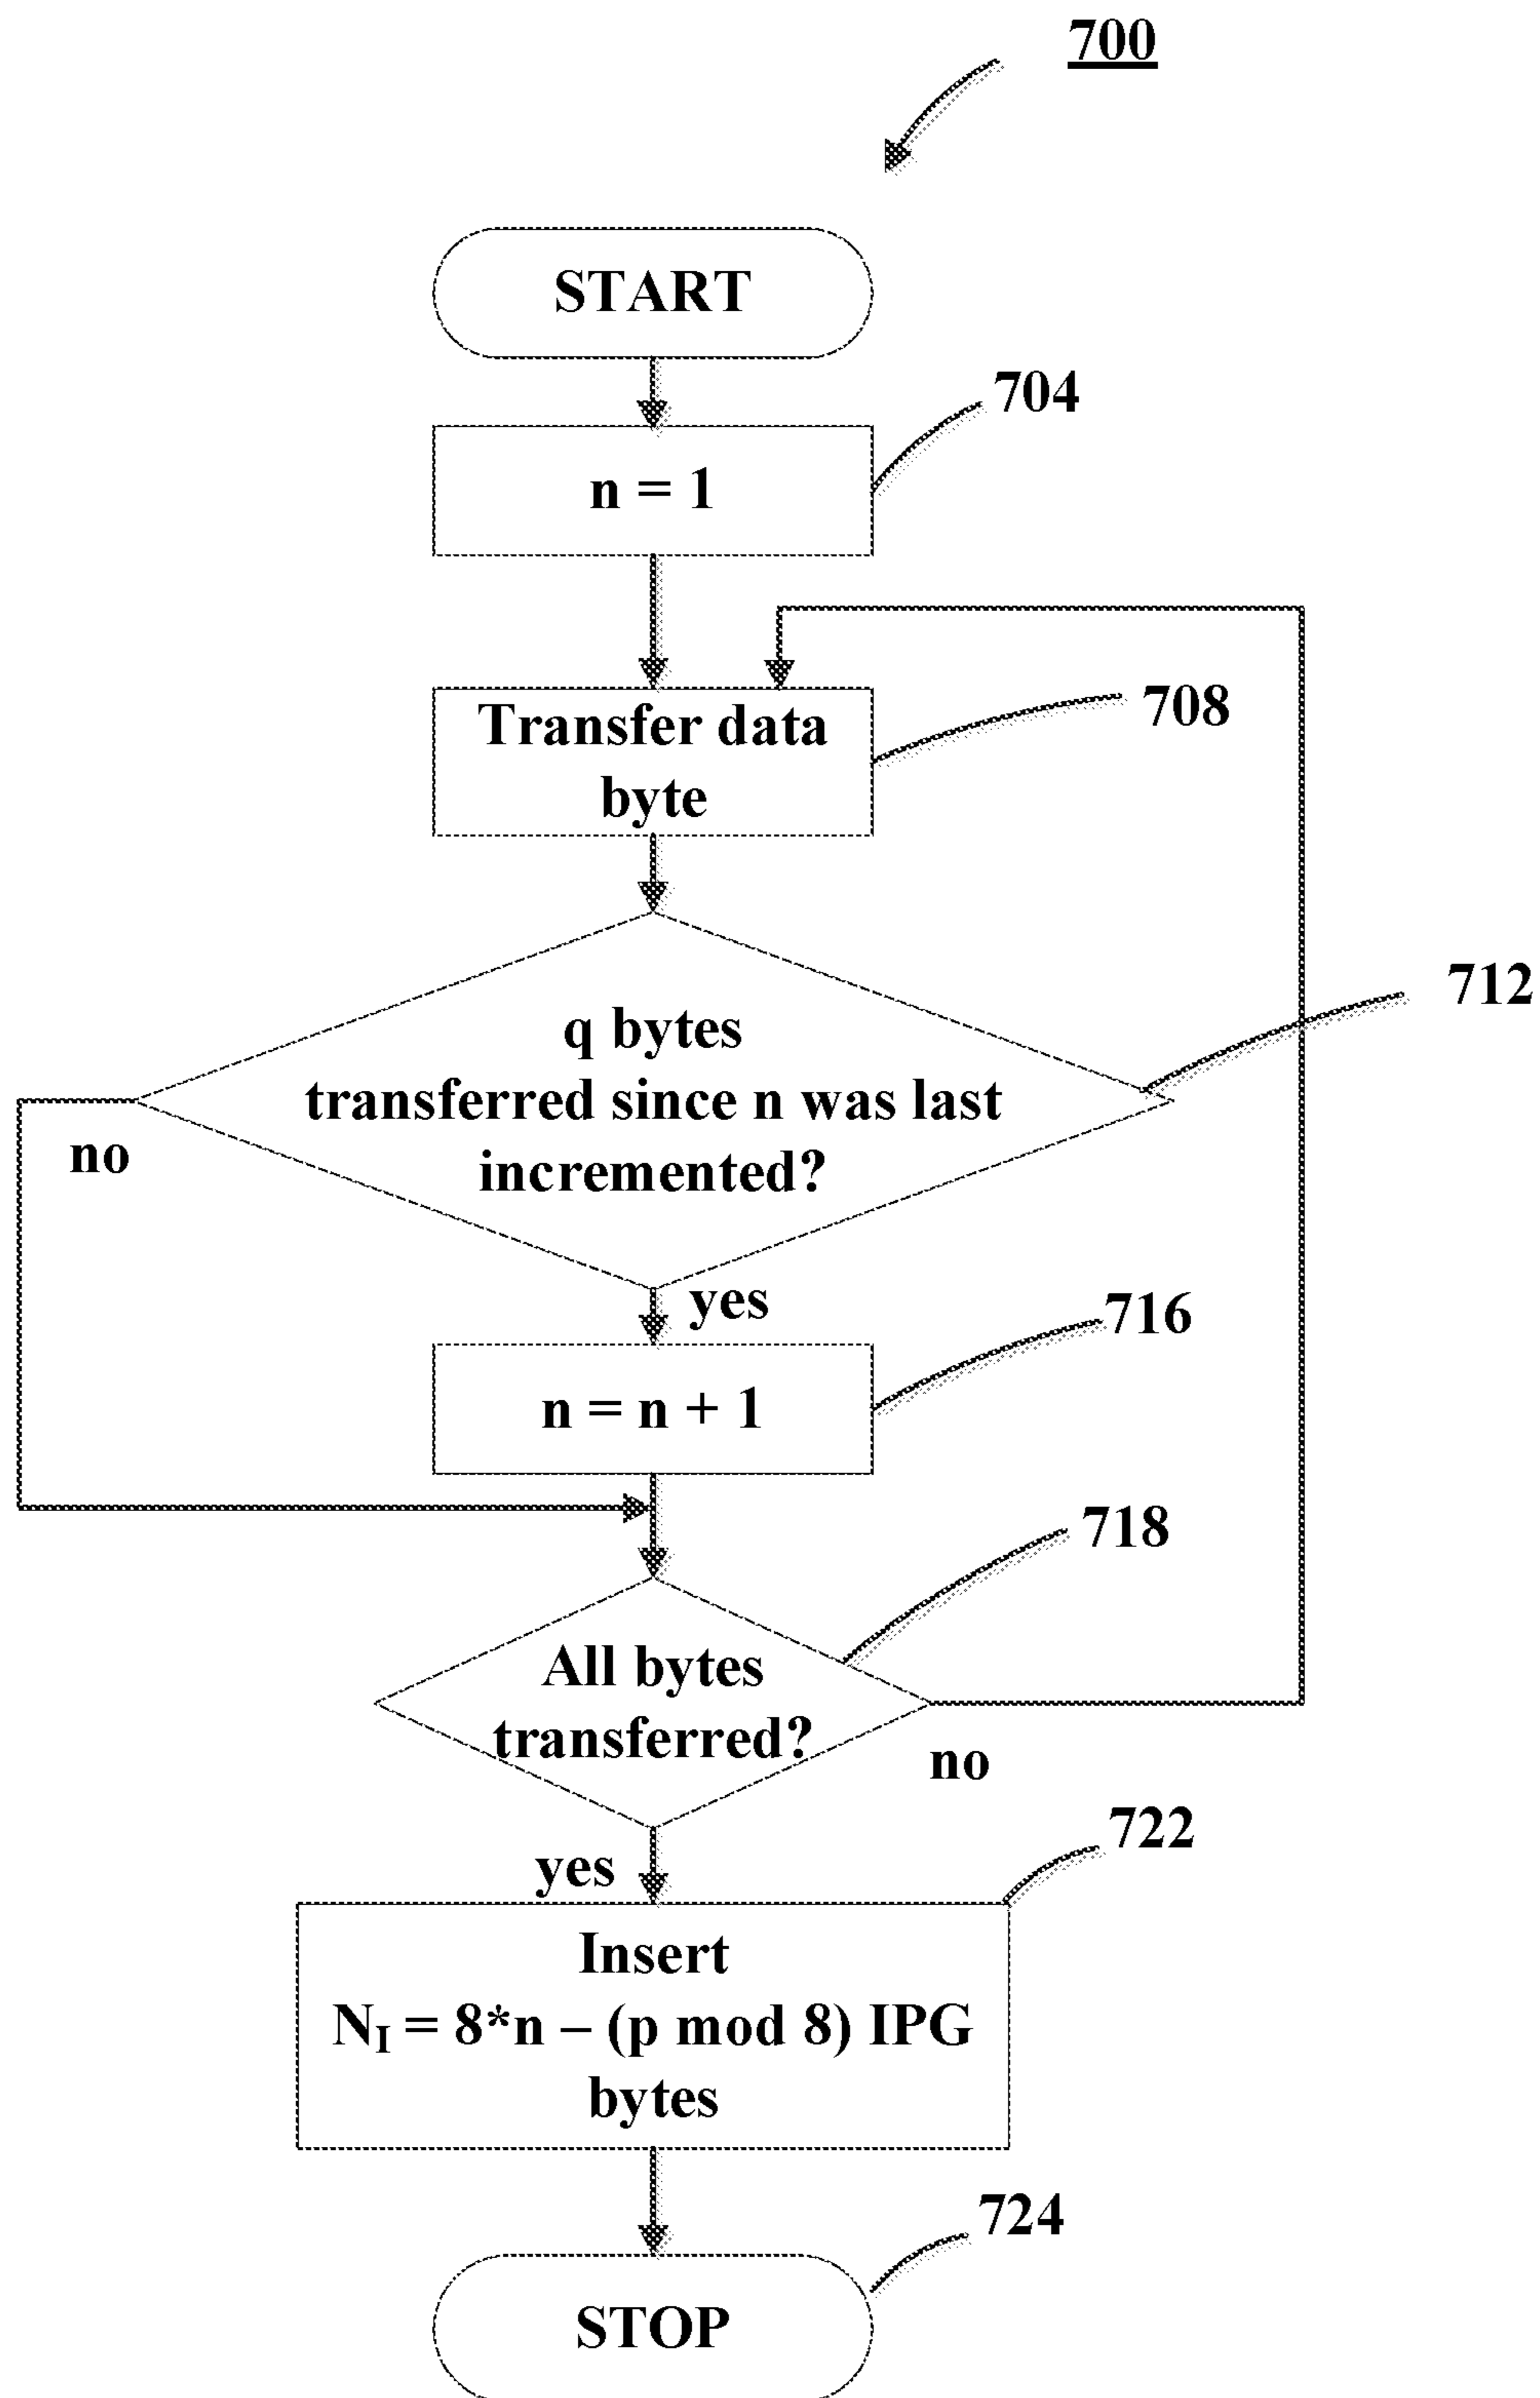 700
START
704
n = 1
708
Transfer data
byte
712
q bytes
transferred since n was last
incremented?
no
yes
716
n = n + 1
718
All bytes
transferred?
no
722
yes
Insert
N_I = 8*n – (p mod 8) IPG
bytes
724
STOP